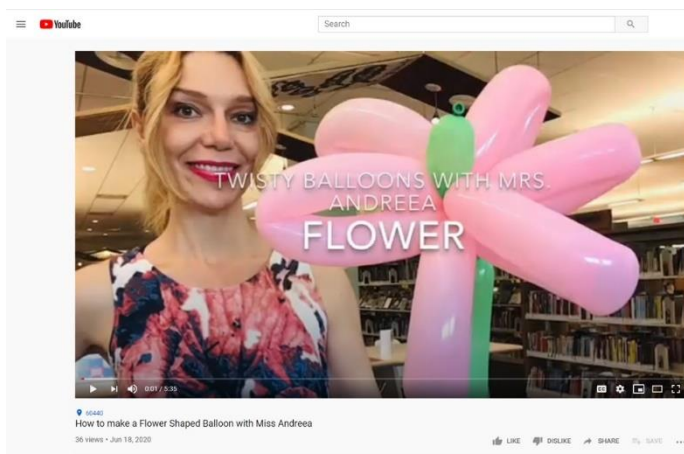 YouTube
Search
TWISTY BALLOONS WITH MRS.
ANDREEA
FLOWER
0:01 / 5:35
CC
60440
How to make a Flower Shaped Balloon with Miss Andreea
36 views • Jun 18, 2020
LIKE DISLIKE SHARE SAVE ...